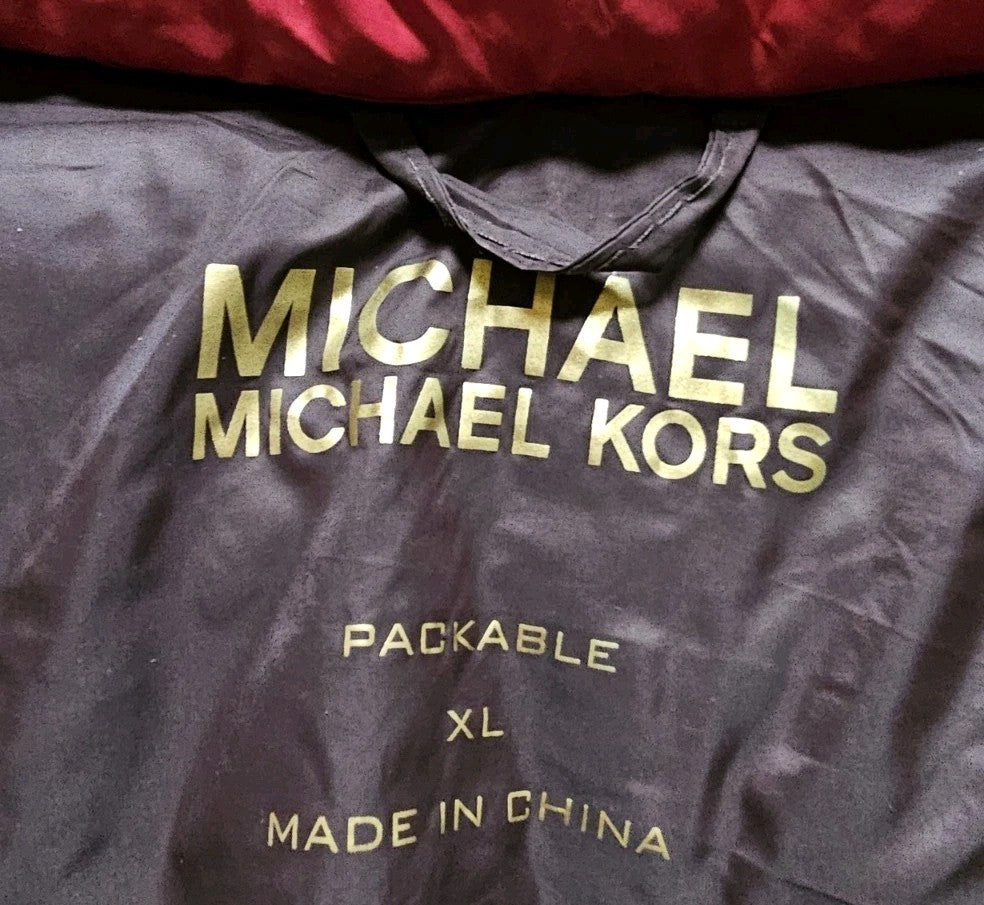 MICHAEL
MICHAEL KORS
PACKABLE
XL
MADE IN CHINA